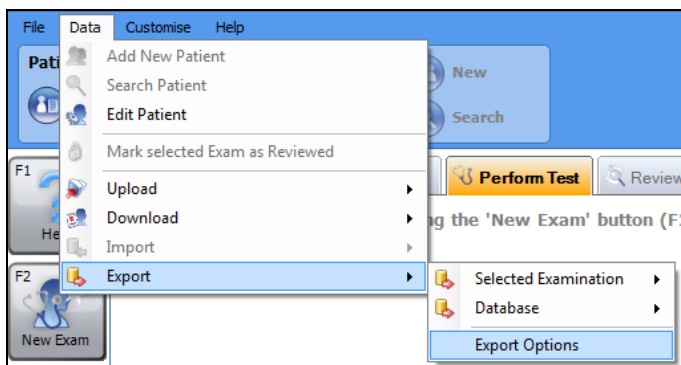 File Data Customise Help
Pati
Add New Patient
Search Patient
Edit Patient
Mark selected Exam as Reviewed
Upload
Download
Import
Export
New
Search
F1
He
F2
New Exam
Perform Test
Review
ng the 'New Exam' button (F
Selected Examination
Database
Export Options